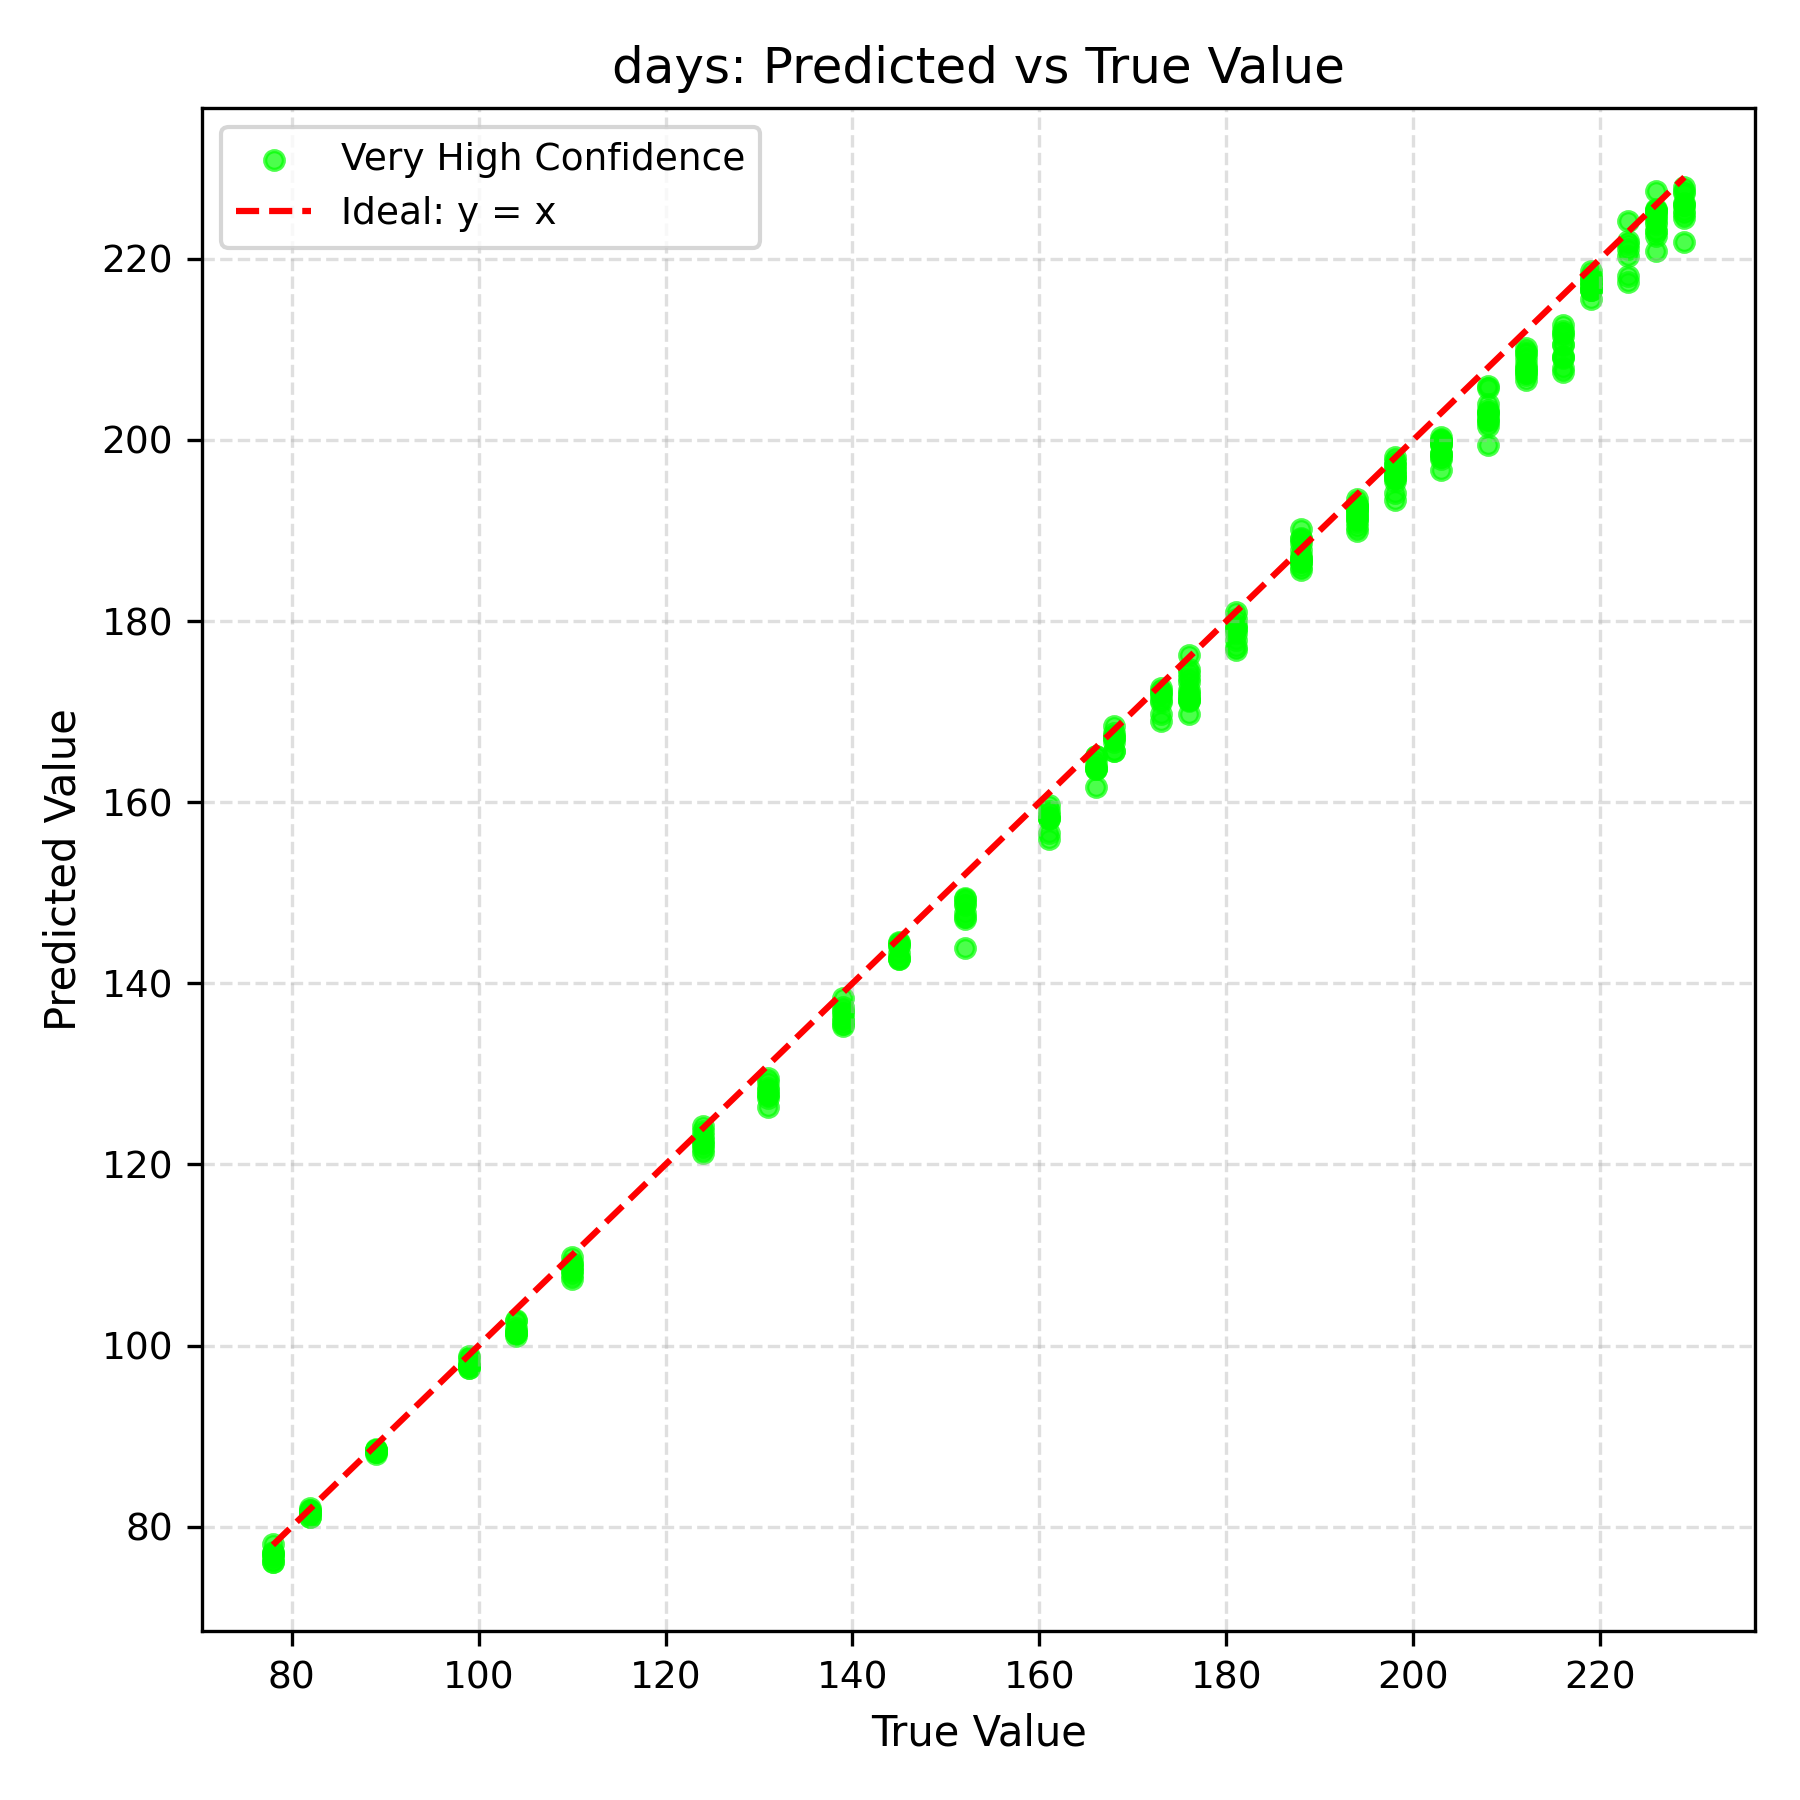 days: Predicted vs True Value
Very High Confidence
Ideal: y = x
Predicted Value
220
200
180
160
140
120
100
80
80 100 120 140 160 180 200 220
True Value